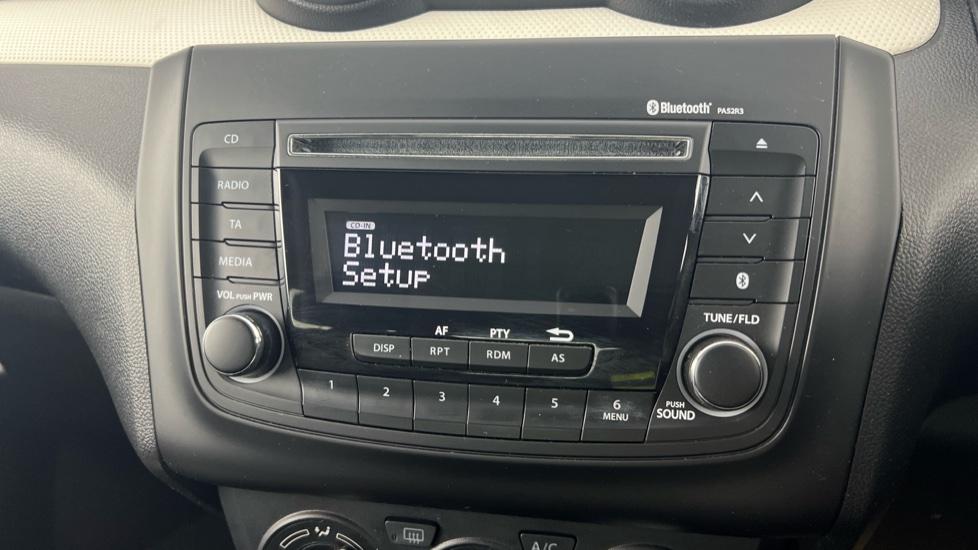 Bluetooth® PA52R3
CD
RADIO
TA
MEDIA
VOL PUSH PWR
CD-IN
Bluetooth
Setup
AF
PTY
DISP
RPT
RDM
AS
1
2
3
4
5
6
MENU
TUNE/FLD
PUSH
SOUND
A/C